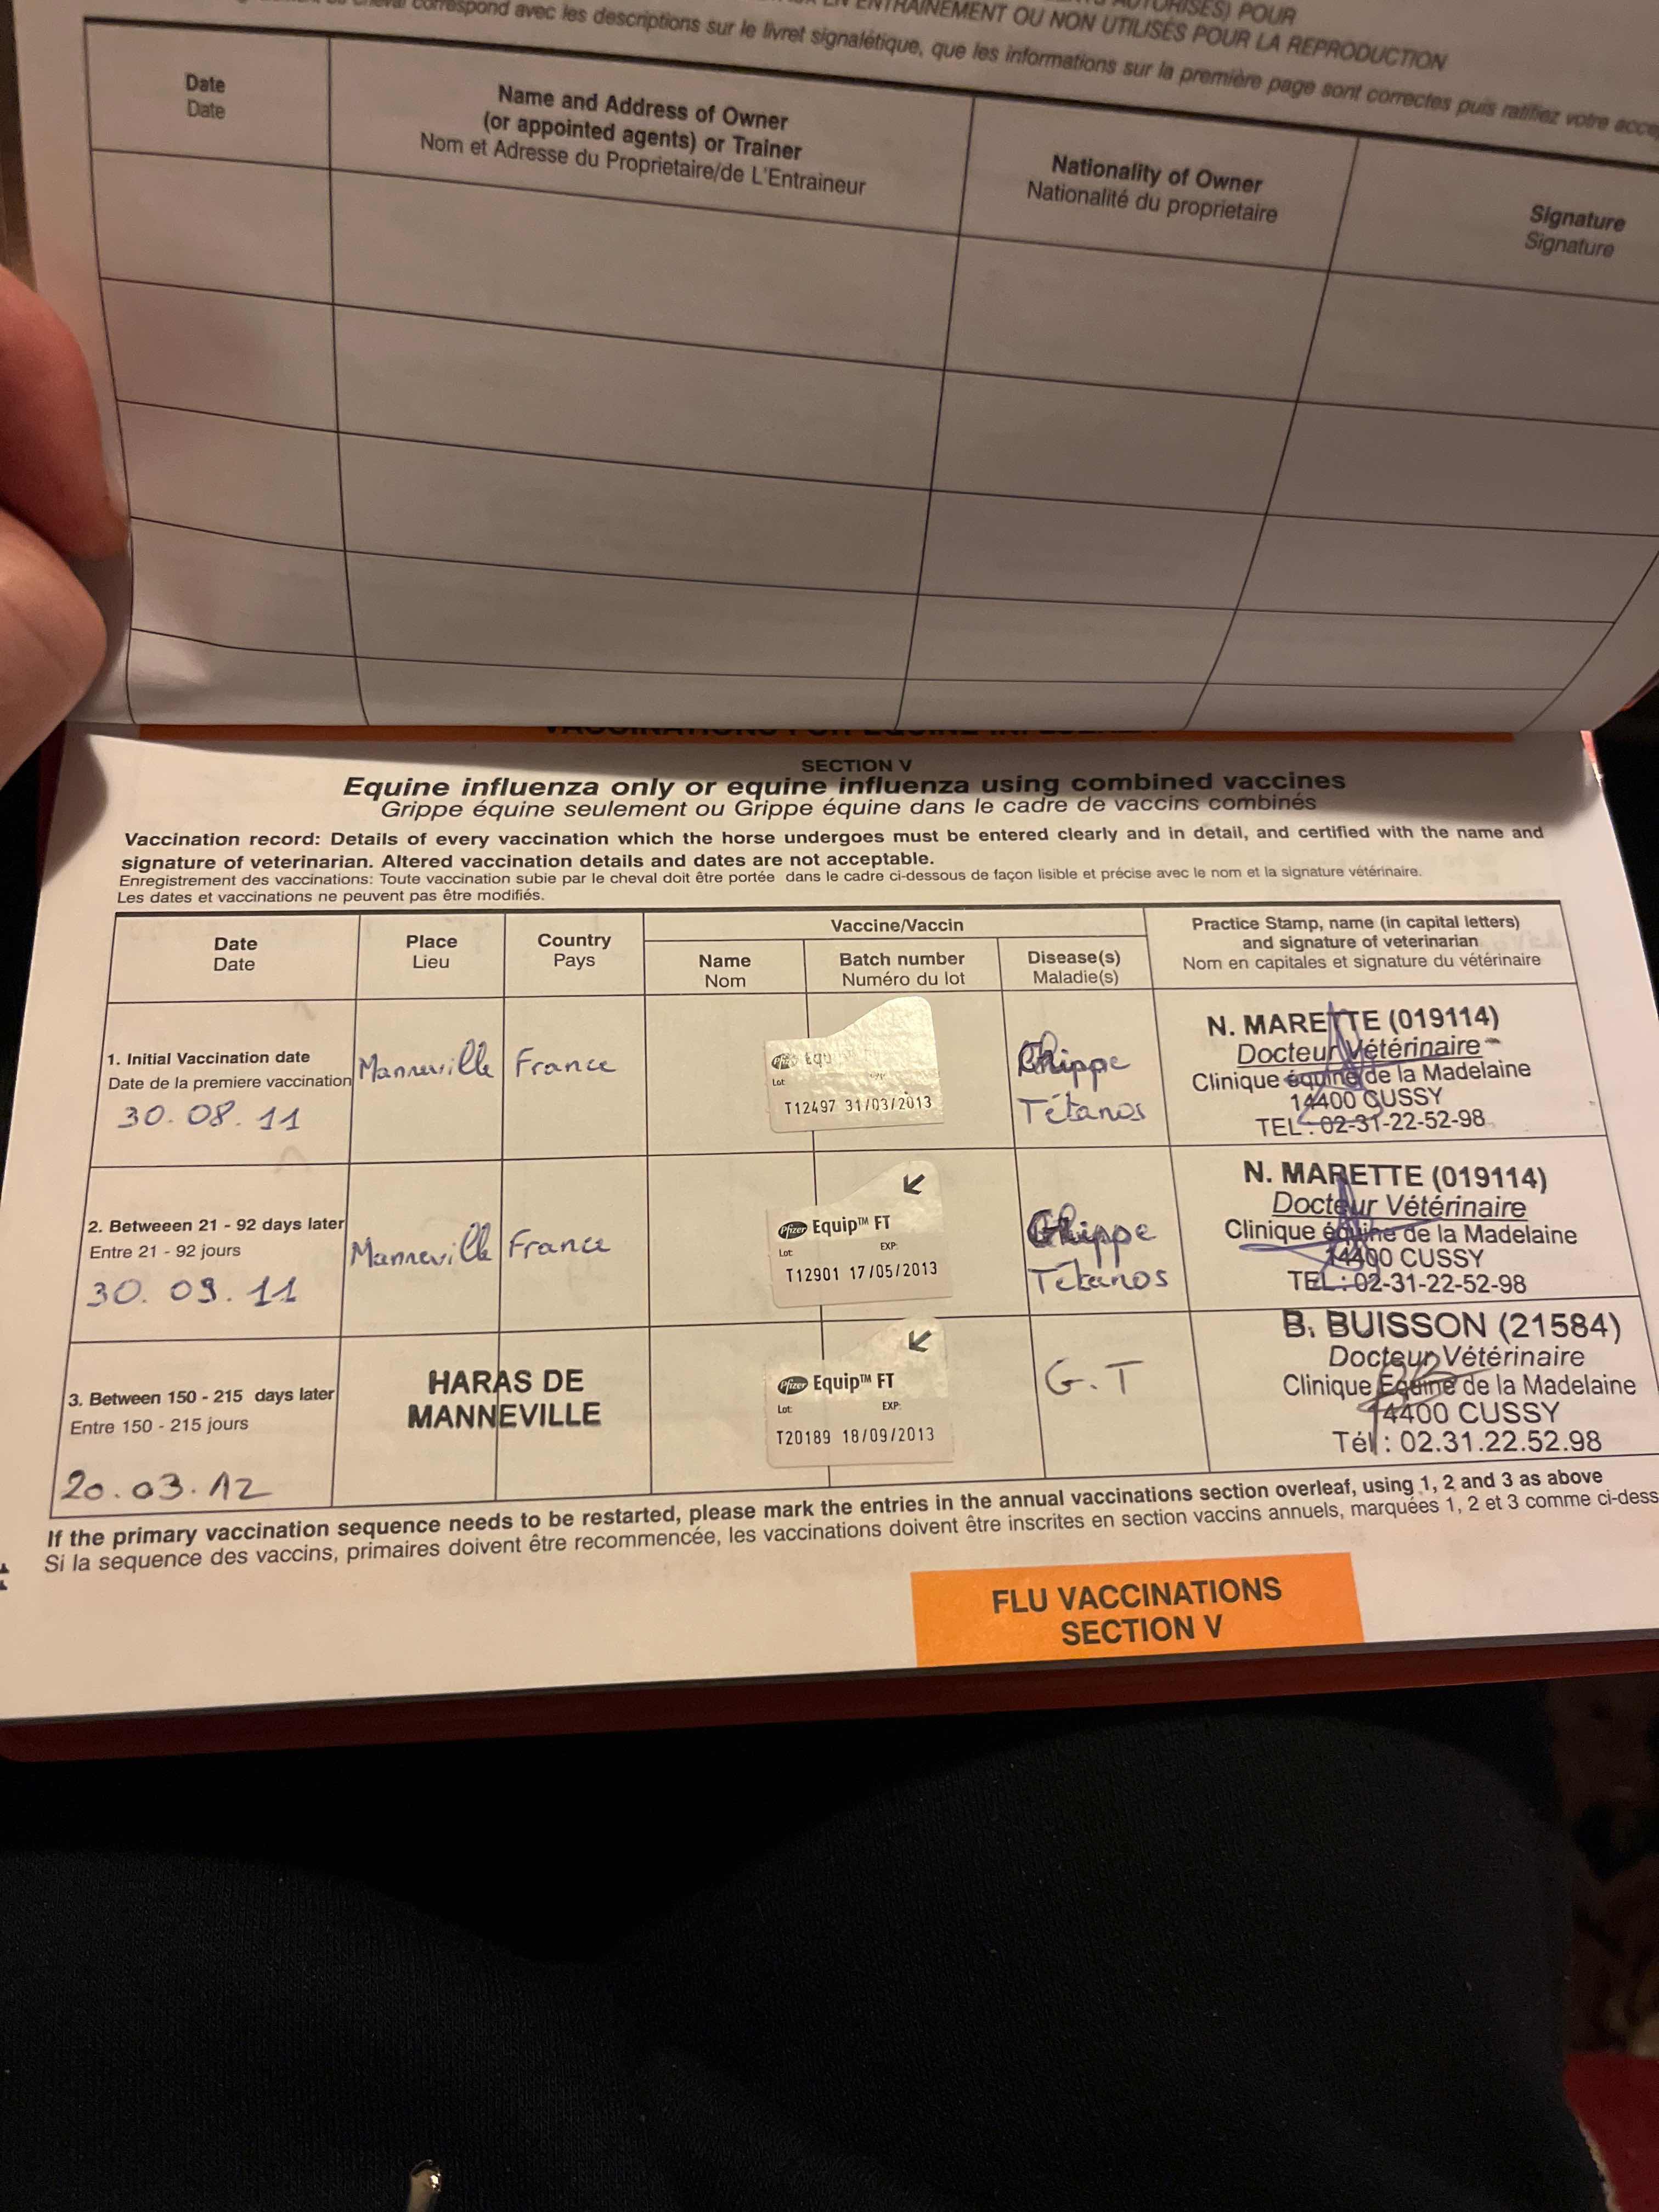 AUTORISÉS) POUR
EN ENTRAÎNEMENT OU NON UTILISÉS POUR LA REPRODUCTION
cheval correspond avec les descriptions sur le livret signalétique, que les informations sur la première page sont correctes puis ratifiez votre
Date
Date
Name and Address of Owner
(or appointed agents) or Trainer
Nom et Adresse du Proprietaire/de L'Entraineur
Nationality of Owner
Nationalité du proprietaire
Signature
Signature
SECTION V
Equine influenza only or equine influenza using combined vaccines
Grippe équine seulement ou Grippe équine dans le cadre de vaccins combinés
Vaccination record: Details of every vaccination which the horse undergoes must be entered clearly and in detail, and certified with the name and
signature of veterinarian. Altered vaccination details and dates are not acceptable.
Enregistrement des vaccinations: Toute vaccination subie par le cheval doit être portée dans le cadre ci-dessous de façon lisible et précise avec le nom et la signature vétérinaire.
Les dates et vaccinations ne peuvent pas être modifiés.
Date
Date
Place
Lieu
Country
Pays
Vaccine/Vaccin
Name
Nom
Batch number
Numéro du lot
Disease(s)
Maladie(s)
Practice Stamp, name (in capital letters)
and signature of veterinarian
Nom en capitales et signature du vétérinaire
1. Initial Vaccination date
Date de la premiere vaccination
30.08.11
Manneville
France
Pfizer Equ
Lot:
T12497 31/03/2013
Grippe
Tétanos
N. MARETTE (019114)
Docteur Vétérinaire
Clinique équine de la Madelaine
14400 CUSSY
TEL : 02-31-22-52-98
2. Betweeen 21 - 92 days later
Entre 21 - 92 jours
30.09.11
Manneville
France
Pfizer Equip™ FT
Lot: EXP:
T12901 17/05/2013
Grippe
Tétanos
N. MARETTE (019114)
Docteur Vétérinaire
Clinique équine de la Madelaine
14400 CUSSY
TEL : 02-31-22-52-98
3. Between 150 - 215 days later
Entre 150 - 215 jours
20.03.12
HARAS DE
MANNEVILLE
Pfizer Equip™ FT
Lot: EXP:
T20189 18/09/2013
G.T
B. BUISSON (21584)
Docteur Vétérinaire
Clinique Equine de la Madelaine
14400 CUSSY
Tél : 02.31.22.52.98
If the primary vaccination sequence needs to be restarted, please mark the entries in the annual vaccinations section overleaf, using 1, 2 and 3 as above
Si la sequence des vaccins, primaires doivent être recommencée, les vaccinations doivent être inscrites en section vaccins annuels, marquées 1, 2 et 3 comme ci-dess
FLU VACCINATIONS
SECTION V